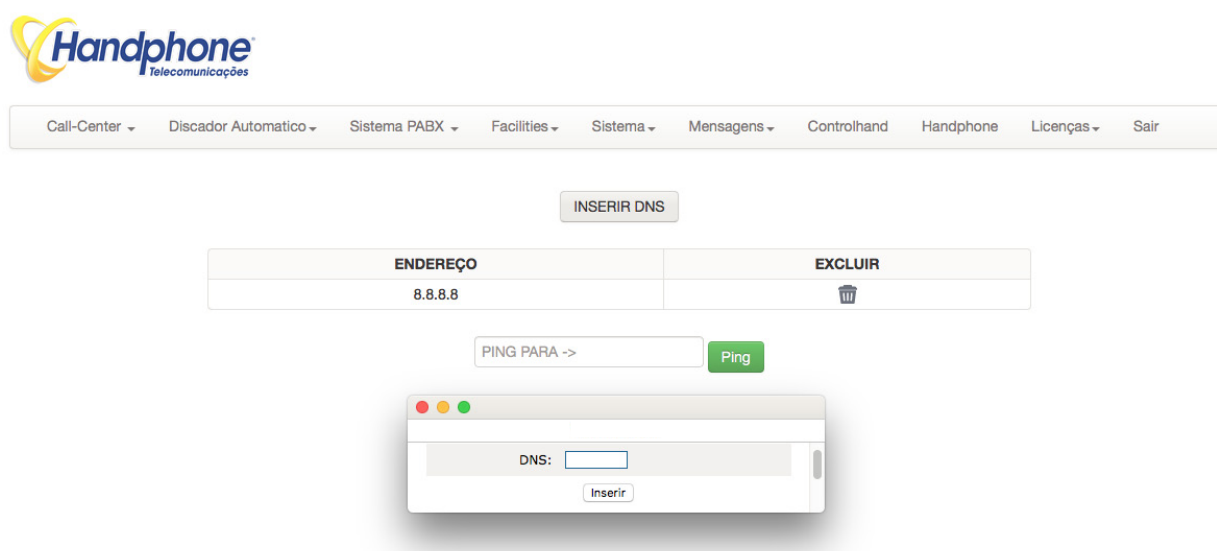 Handphone
Telecomunicações
Call-Center Discador Automatico Sistema PABX Facilities Sistema Mensagens Controlhand Handphone Licenças Sair
INSERIR DNS
ENDEREÇO EXCLUIR
8.8.8.8
PING PARA -> Ping
DNS:
Inserir